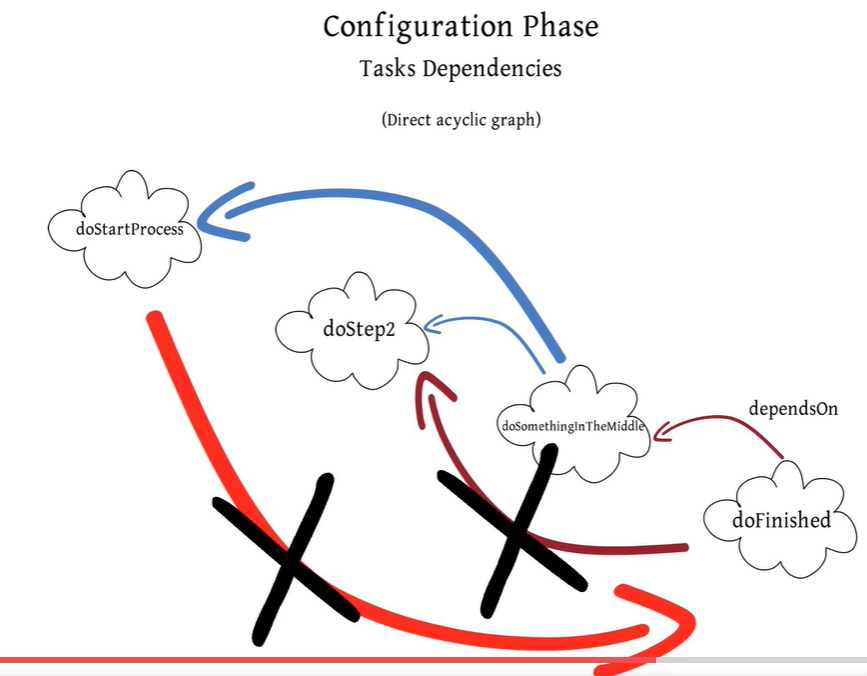 Configuration Phase
Tasks Dependencies
(Direct acyclic graph)
doStartProcess
doStep2
doSomethingInTheMiddle
dependsOn
doFinished